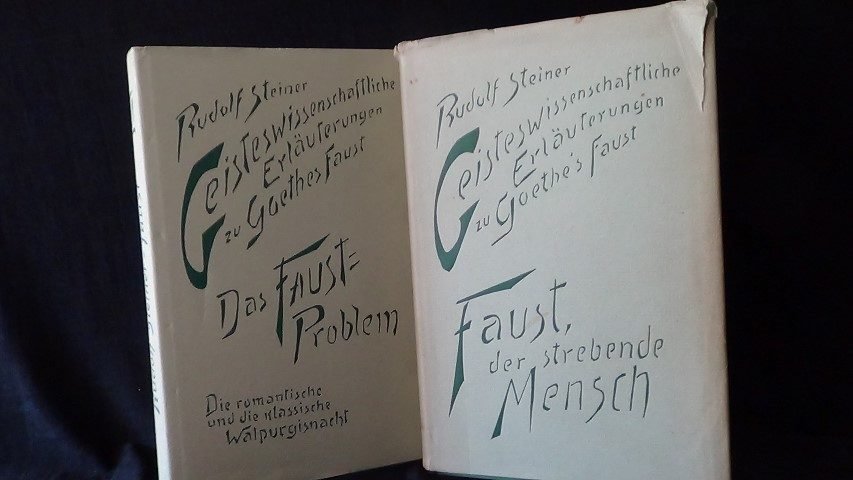 Rudolf Steiner
Geisteswissenschaftliche
Erläuterungen
zu Goethes Faust
Das FAUST=
Problem
Die romantische
und die klassische
Walpurgisnacht
Rudolf Steiner
Geisteswissenschaftliche
Erläuterungen
zu Goethe's Faust
Faust,
der strebende
Mensch